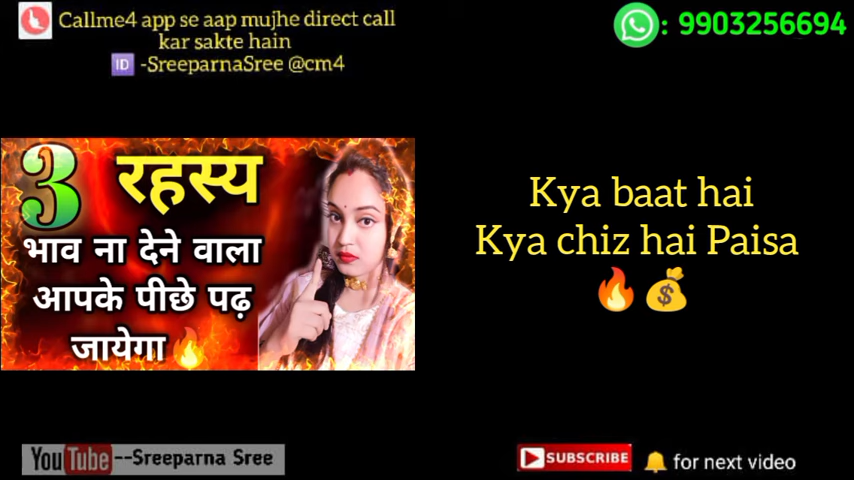 Callme4 app se aap mujhe direct call
kar sakte hain
🆔 -SreeparnaSree @cm4
: 9903256694
3 रहस्य
भाव ना देने वाला
आपके पीछे पढ़
जायेगा🔥
Kya baat hai
Kya chiz hai Paisa
🔥💰
YouTube--Sreeparna Sree
SUBSCRIBE 🔔 for next video